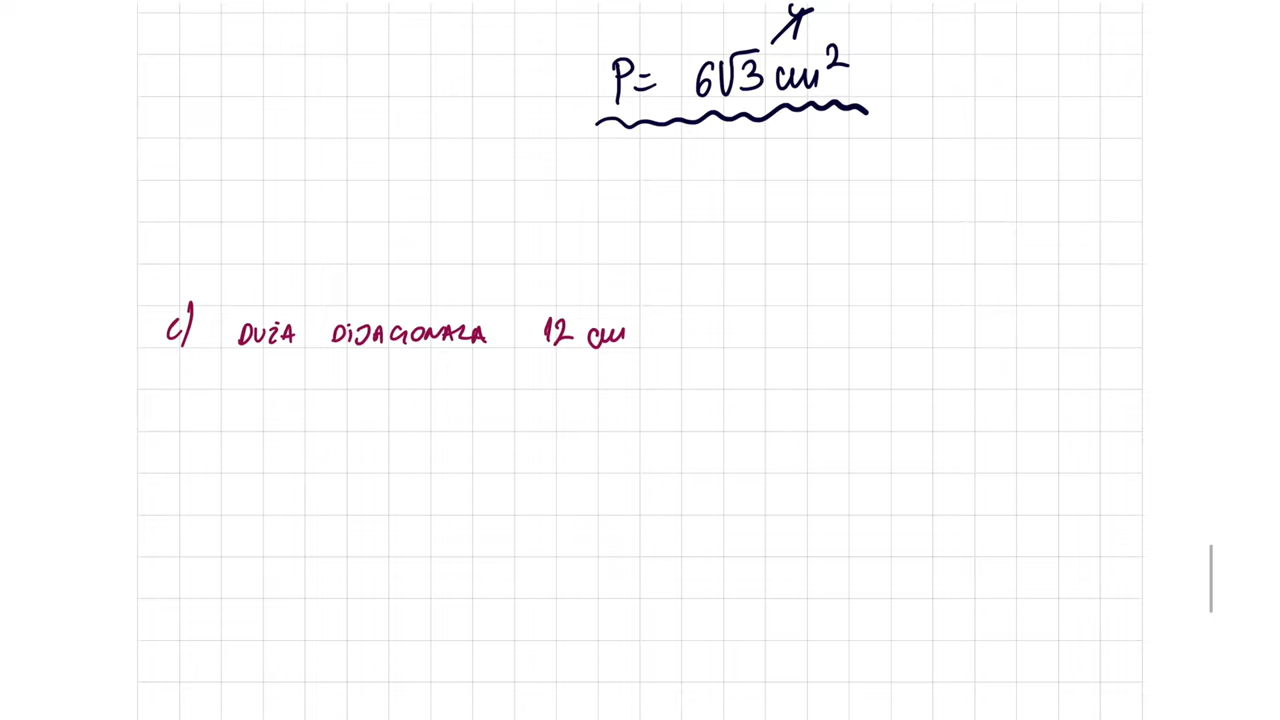 P= 6√3 cm²
c) DUŽA DIJAGONALA 12 cm